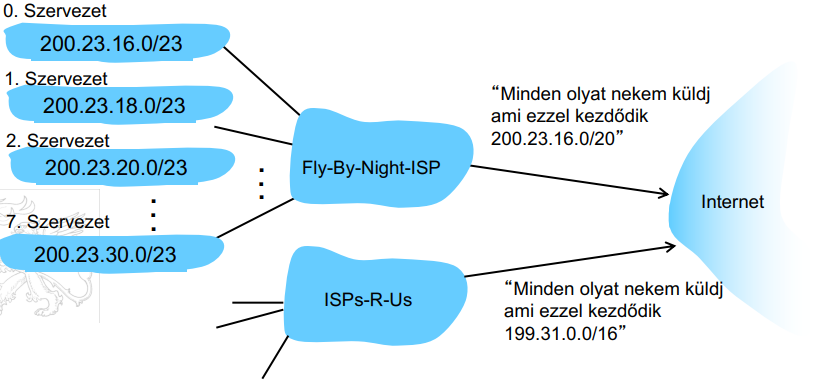 0. Szervezet
200.23.16.0/23
1. Szervezet
200.23.18.0/23
2. Szervezet
200.23.20.0/23
7. Szervezet
200.23.30.0/23
Fly-By-Night-ISP
ISPs-R-Us
“Minden olyat nekem küldj
ami ezzel kezdődik
200.23.16.0/20”
“Minden olyat nekem küldj
ami ezzel kezdődik
199.31.0.0/16”
Internet